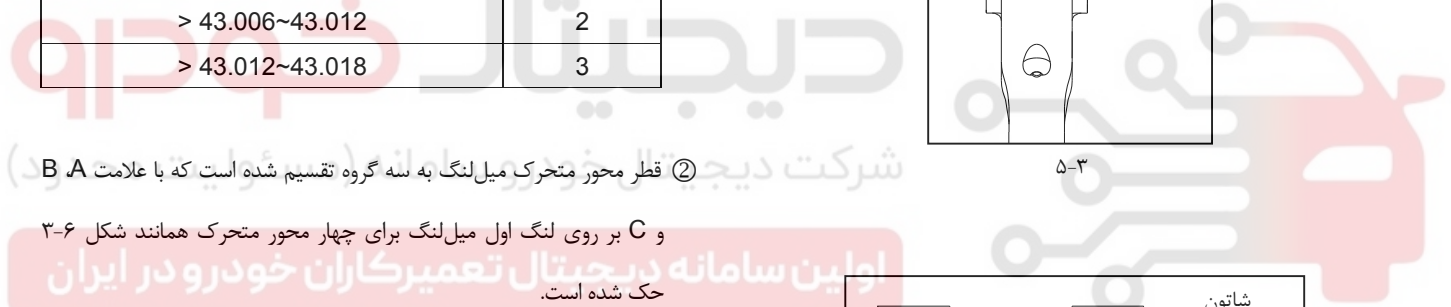 > 43.006~43.012 2
> 43.012~43.018 3
۳-۵
② قطر محور متحرک میل‌لنگ به سه گروه تقسیم شده است که با علامت A، B
و C بر روی لنگ اول میل‌لنگ برای چهار محور متحرک همانند شکل ۶-۳
حک شده است.
شاتون
دیجیتال خودرو
شرکت دیجیتال خودرو سامانه (مسئولیت محدود)
اولین سامانه دیجیتال تعمیرکاران خودرو در ایران